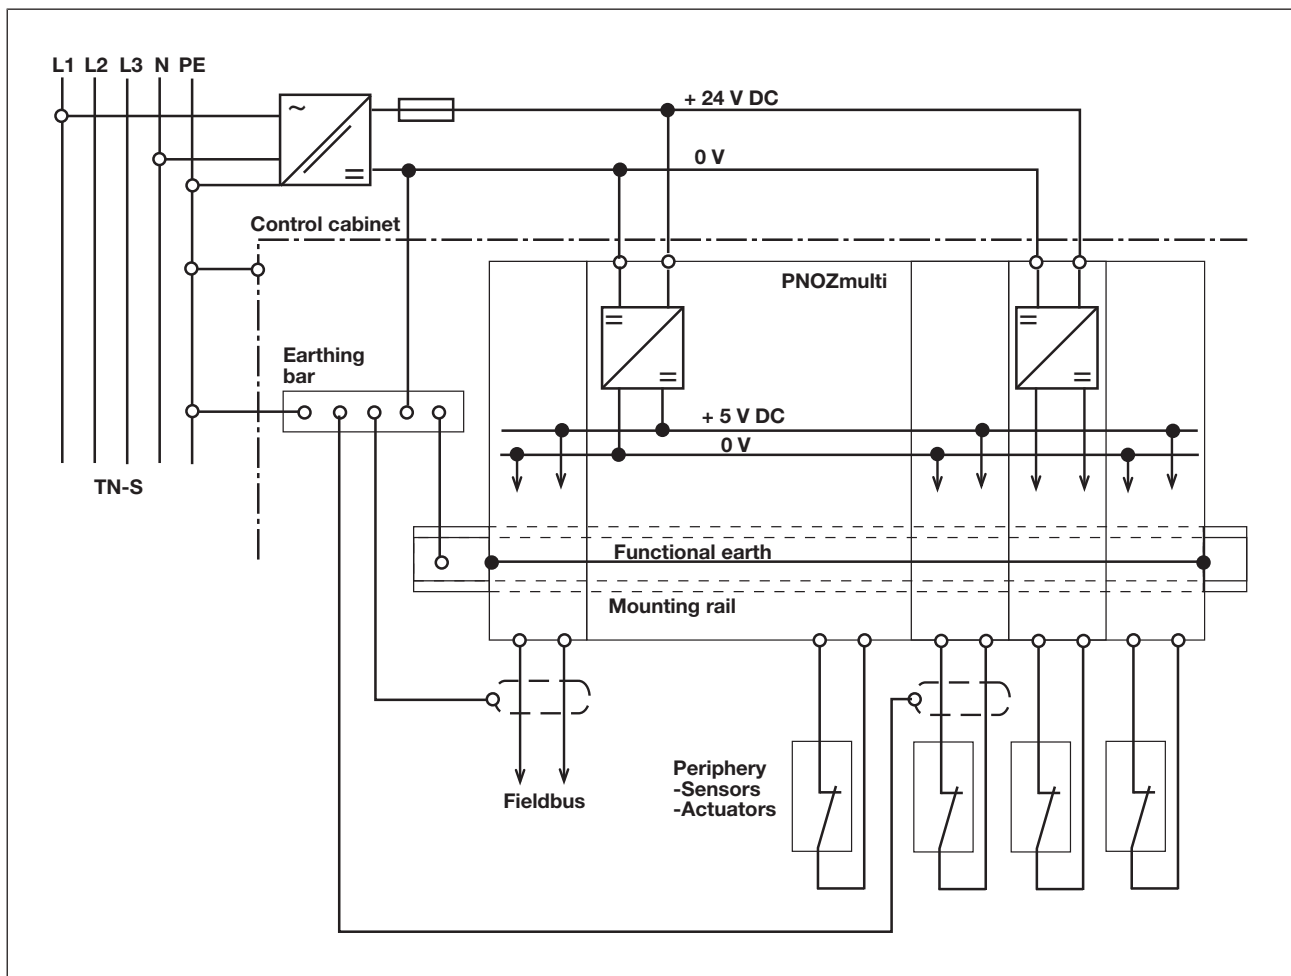 L1 L2 L3 N PE
+ 24 V DC
0 V
Control cabinet
PNOZmulti
Earthing
bar
+ 5 V DC
0 V
TN-S
Functional earth
Mounting rail
Periphery
-Sensors
-Actuators
Fieldbus